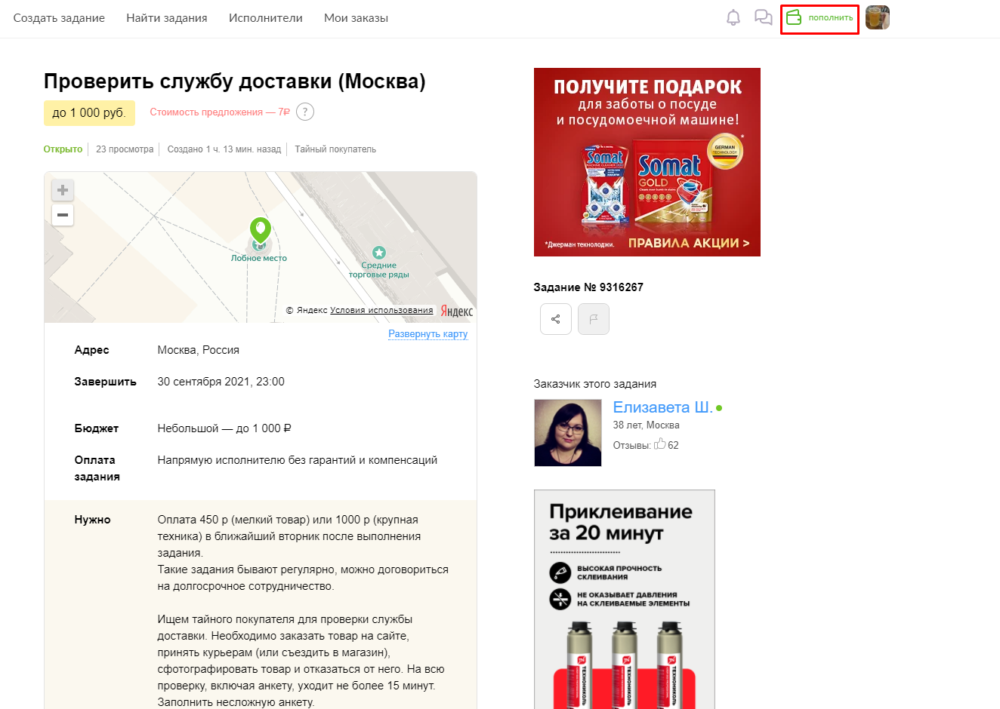 Создать задание
Найти задания
Исполнители
Мои заказы
пополнить
Проверить службу доставки (Москва)
до 1 000 руб.
Стоимость предложения — 7₽ ?
Открыто
23 просмотра
Создано 1 ч. 13 мин. назад
Тайный покупатель
Лобное место
Средние
торговые ряды
© Яндекс Условия использования
Яндекс
Развернуть карту
Адрес
Москва, Россия
Завершить
30 сентября 2021, 23:00
Бюджет
Небольшой — до 1 000 ₽
Оплата
задания
Напрямую исполнителю без гарантий и компенсаций
Нужно
Оплата 450 р (мелкий товар) или 1000 р (крупная
техника) в ближайший вторник после выполнения
задания.
Такие задания бывают регулярно, можно договориться
на долгосрочное сотрудничество.
Ищем тайного покупателя для проверки службы
доставки. Необходимо заказать товар на сайте,
принять курьерам (или съездить в магазин),
сфотографировать товар и отказаться от него. На всю
проверку, включая анкету, уходит не более 15 минут.
Заполнить несложную анкету.
ПОЛУЧИТЕ ПОДАРОК
для заботы о посуде
и посудомоечной машине!
GERMAN
TECHNOLOGY
*
Somat
MACHINE CLEANER
Somat
GOLD
*Джерман текнолоджи.
ПРАВИЛА АКЦИИ >
Задание № 9316267
Заказчик этого задания
Елизавета Ш.
38 лет, Москва
Отзывы: 62
Приклеивание
за 20 минут
ВЫСОКАЯ ПРОЧНОСТЬ
СКЛЕИВАНИЯ
НЕ ОКАЗЫВАЕТ ДАВЛЕНИЯ
НА СКЛЕИВАЕМЫЕ ЭЛЕМЕНТЫ
ТЕХНОНИКОЛЬ
ТЕХНОНИКОЛЬ
ТЕХНОНИКОЛЬ